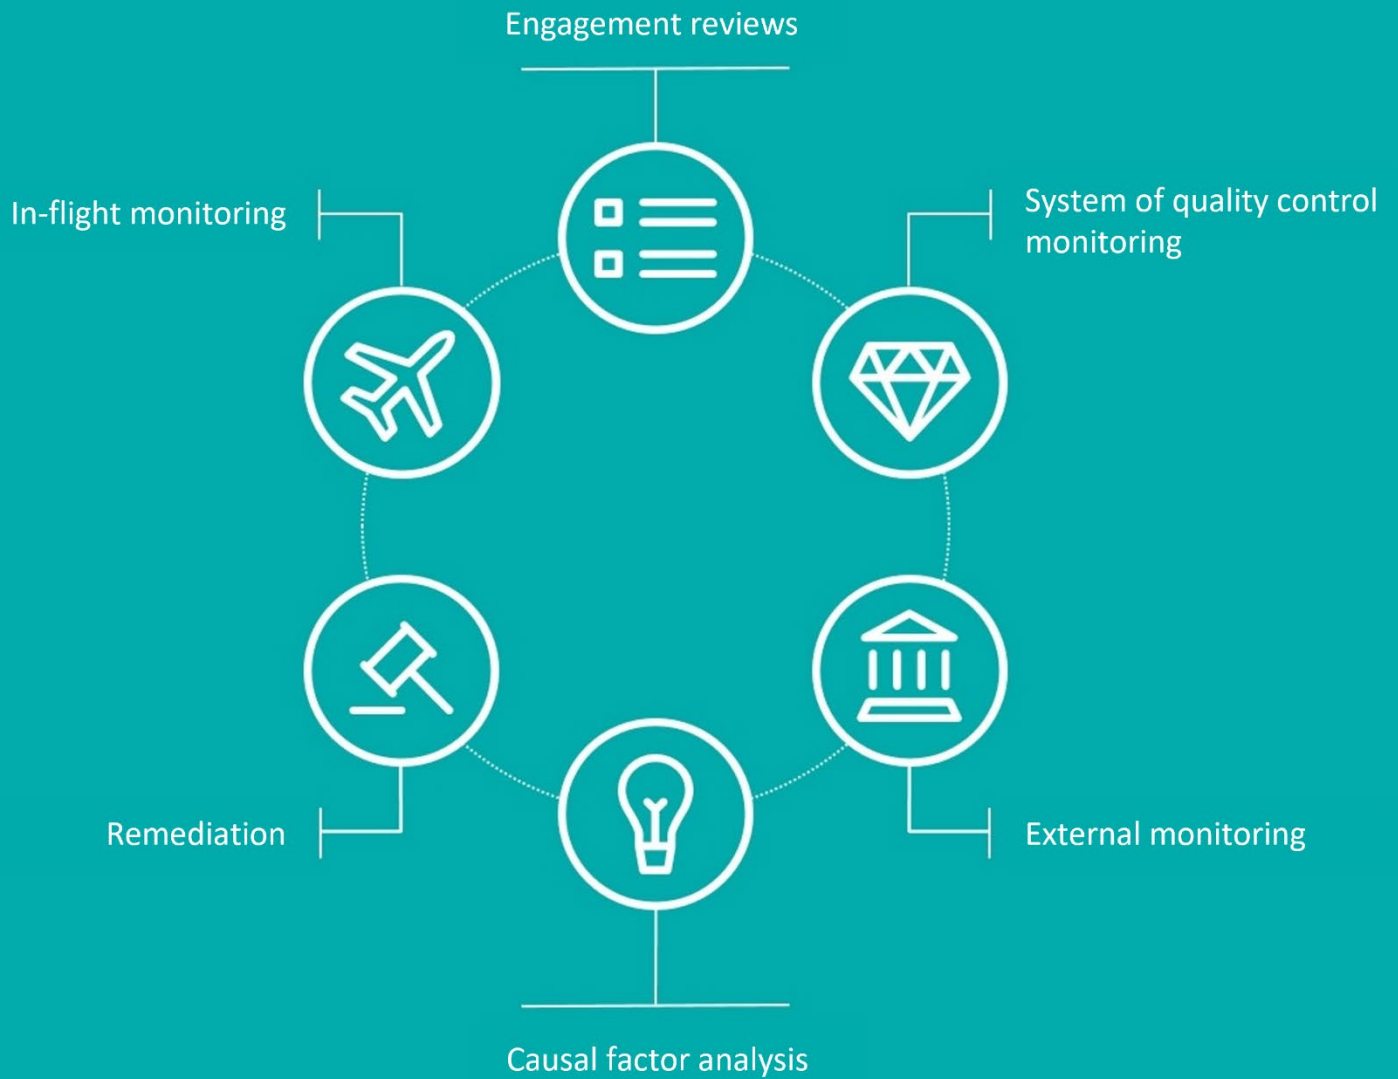 Engagement reviews
In-flight monitoring
System of quality control
monitoring
Remediation
External monitoring
Causal factor analysis